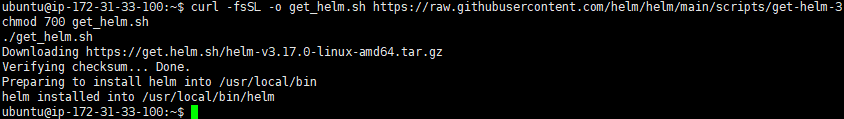 ubuntu@ip-172-31-33-100:~$ curl -fsSL -o get_helm.sh https://raw.githubusercontent.com/helm/helm/main/scripts/get-helm-3
chmod 700 get_helm.sh
./get_helm.sh
Downloading https://get.helm.sh/helm-v3.17.0-linux-amd64.tar.gz
Verifying checksum... Done.
Preparing to install helm into /usr/local/bin
helm installed into /usr/local/bin/helm
ubuntu@ip-172-31-33-100:~$